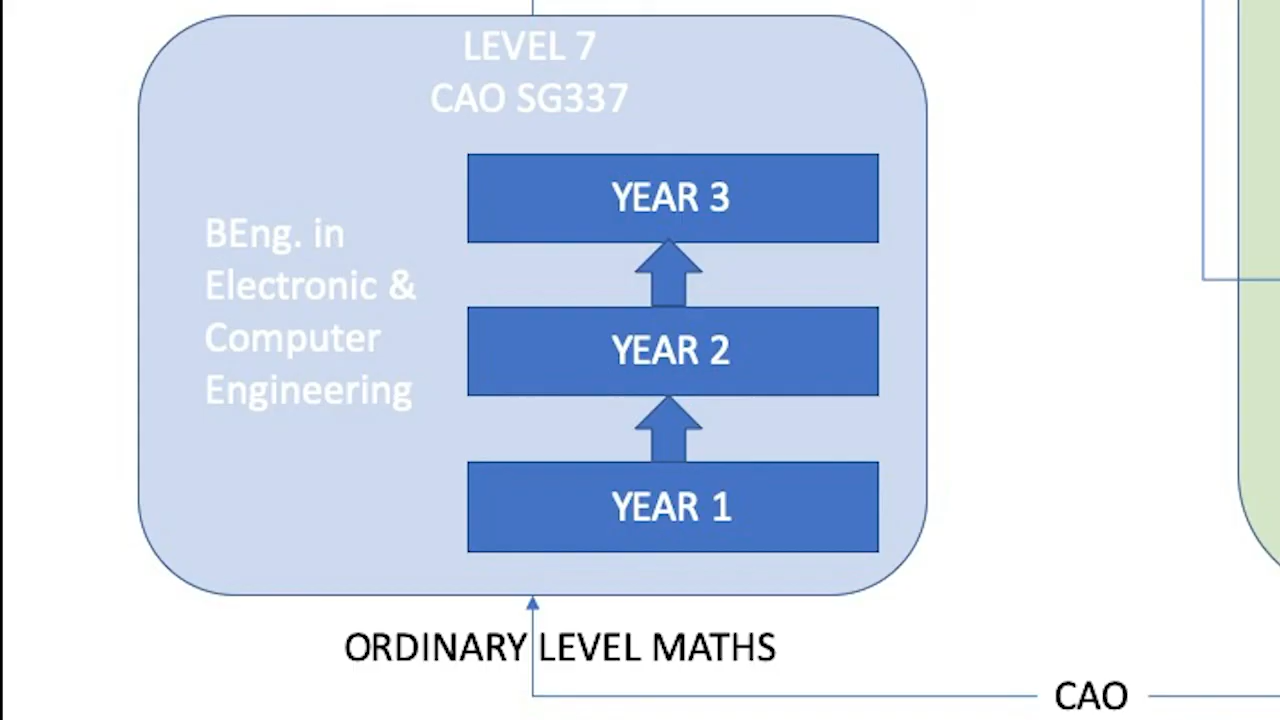 LEVEL 7
CAO SG337
YEAR 3
BEng. in
Electronic &
Computer
Engineering
YEAR 2
YEAR 1
ORDINARY LEVEL MATHS
CAO